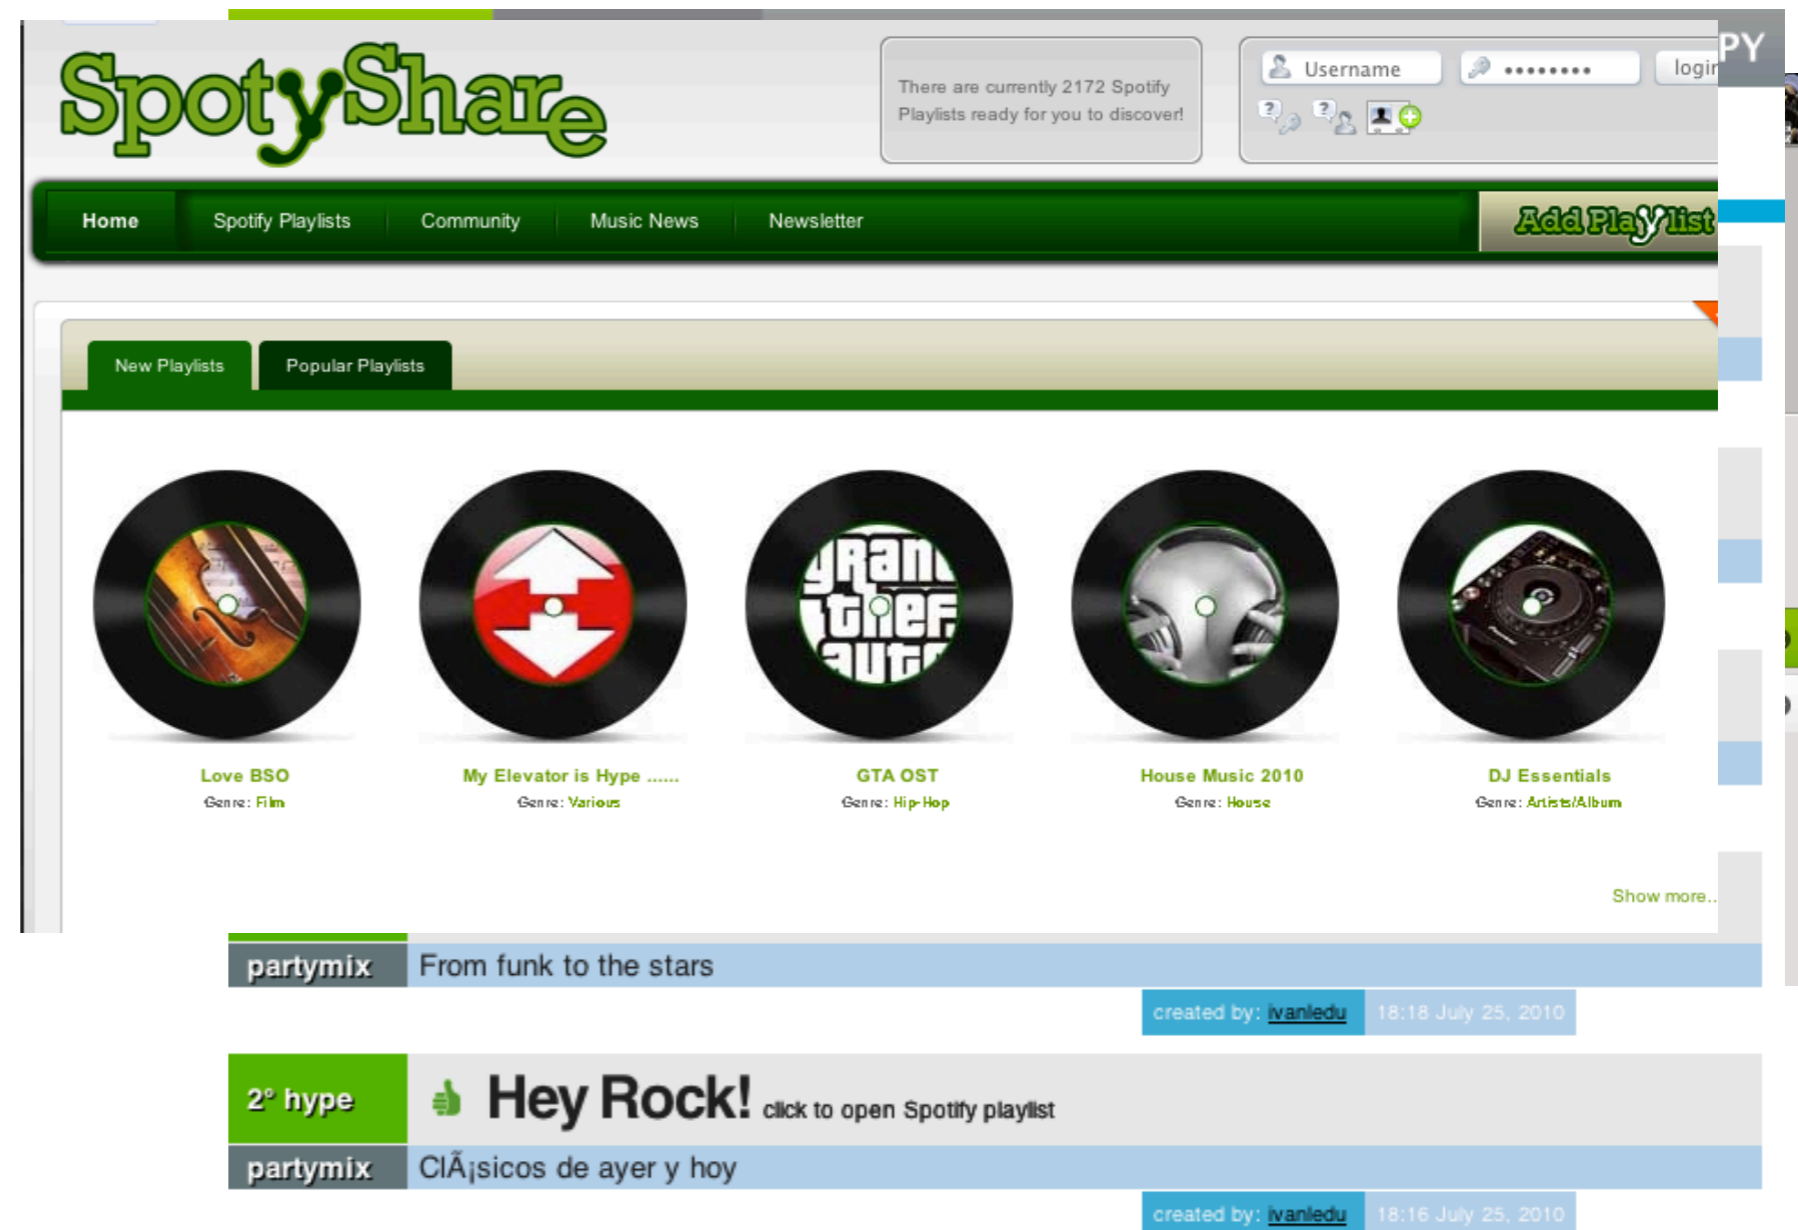 PY
SpotyShare
There are currently 2172 Spotify
Playlists ready for you to discover!
Username
login
Home Spotify Playlists Community Music News Newsletter Add Playlist
New Playlists Popular Playlists
grand
theft
auto
Love BSO
Genre: Film
My Elevator is Hype ......
Genre: Various
GTA OST
Genre: Hip-Hop
House Music 2010
Genre: House
DJ Essentials
Genre: Artists/Album
Show more..
partymix From funk to the stars
created by: ivanledu 18:18 July 25, 2010
2° hype Hey Rock! click to open Spotify playlist
partymix ClÃ¡sicos de ayer y hoy
created by: ivanledu 18:16 July 25, 2010